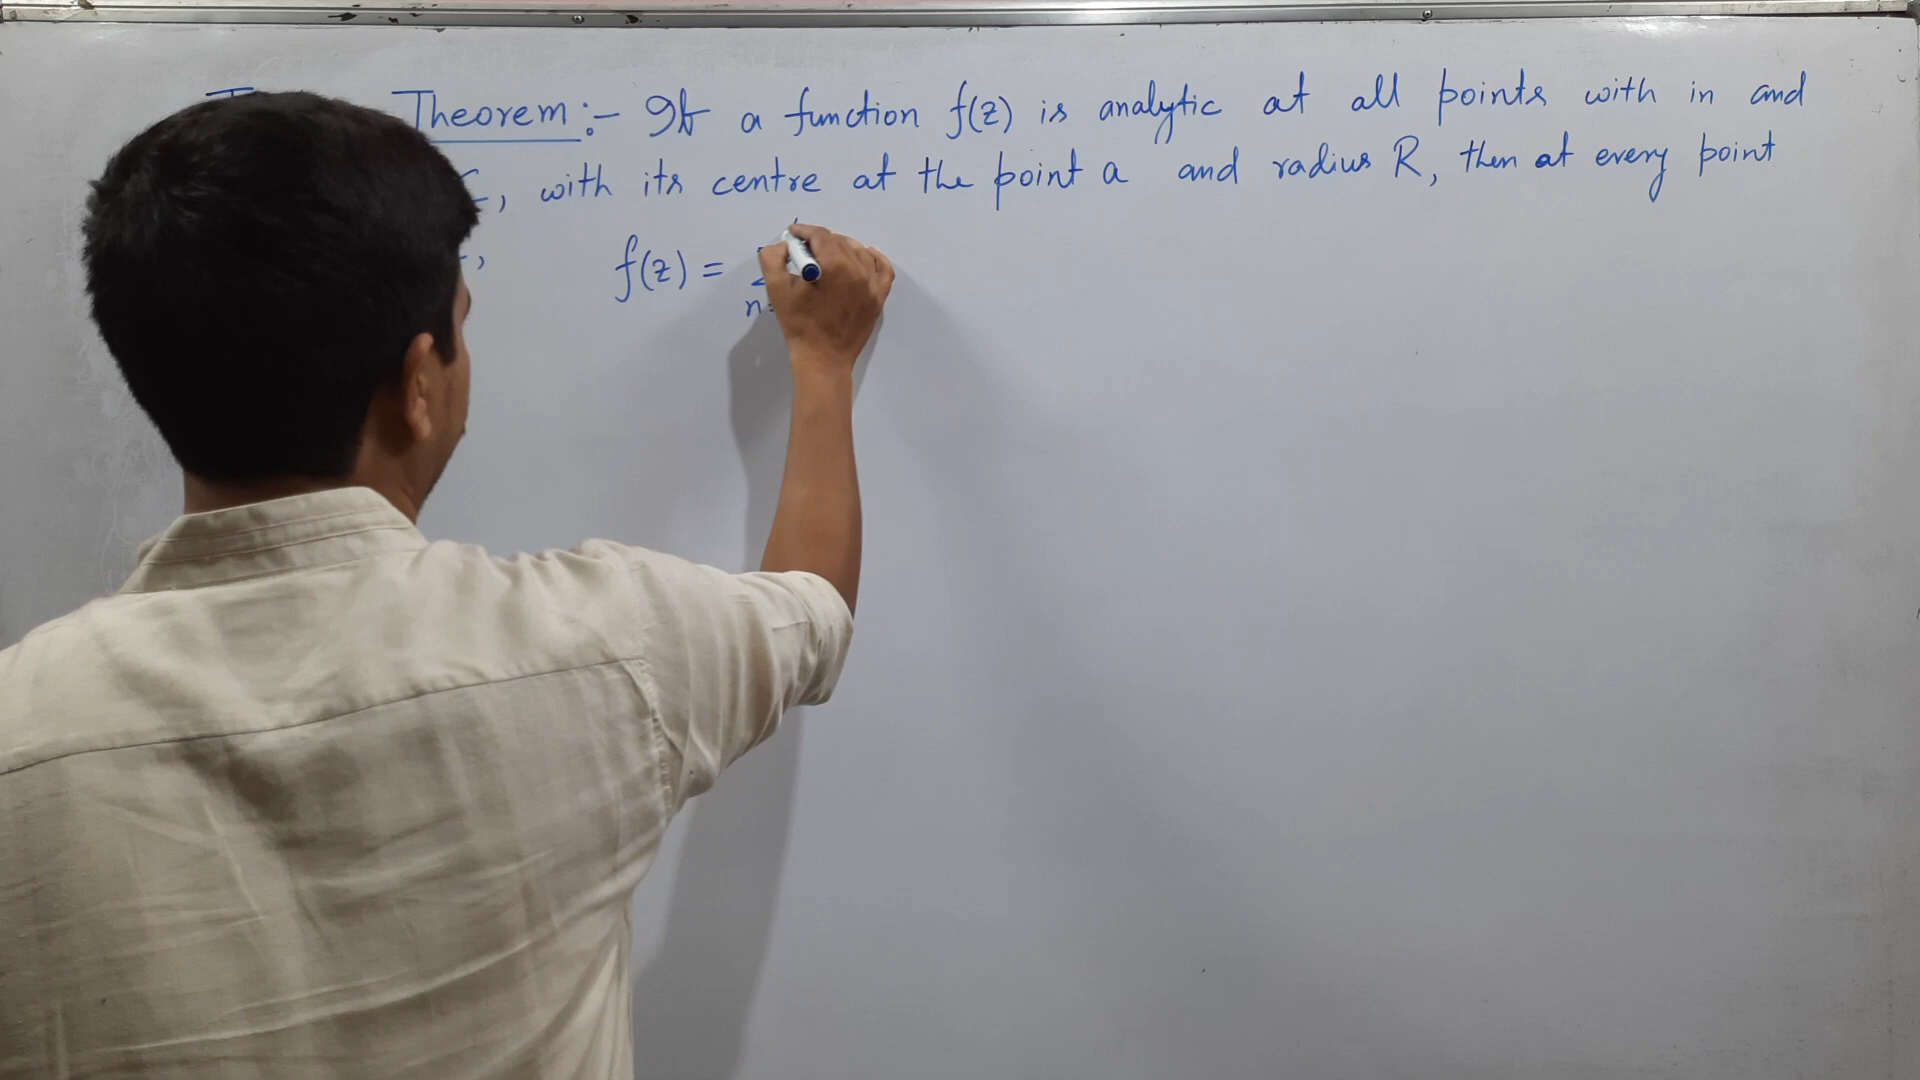 Theorem :- If a function f(z) is analytic at all points with in and
C, with its centre at the point a and radius R, then at every point
f(z) =
n